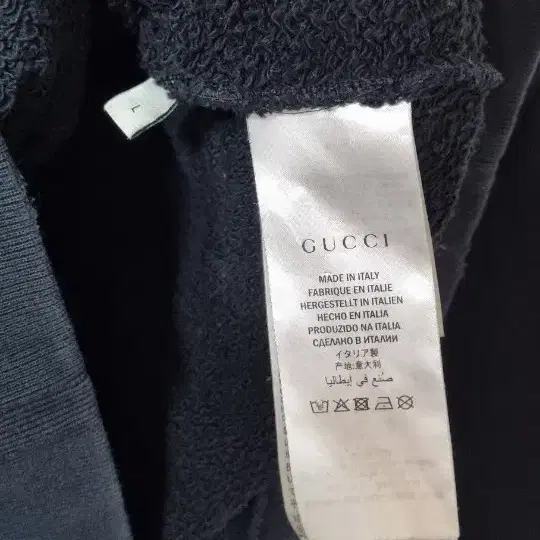 L
GUCCI
MADE IN ITALY
FABRIQUE EN ITALIE
HERGESTELLT IN ITALIEN
HECHO EN ITALIA
PRODUZIDO NA ITALIA
СДЕЛАНО В ИТАЛИИ
イタリア製
产地:意大利
صُنع في إيطاليا